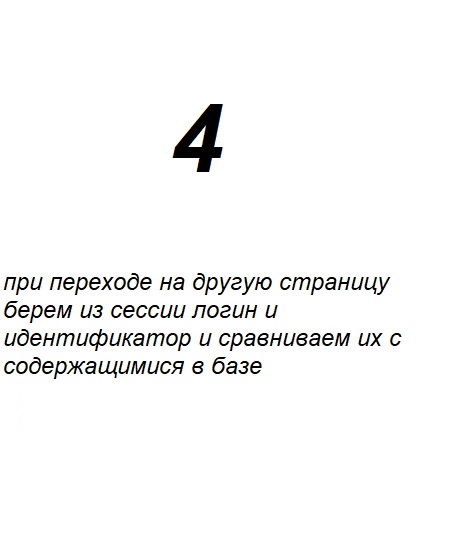 4
при переходе на другую страницу
берем из сессии логин и
идентификатор и сравниваем их с
содержащимися в базе